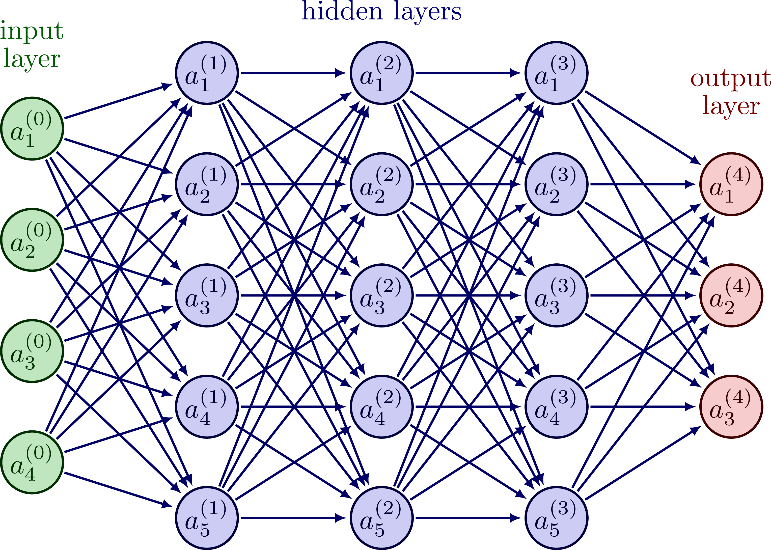 hidden layers
input
layer
output
layer
a_1^{(0)}
a_2^{(0)}
a_3^{(0)}
a_4^{(0)}
a_1^{(1)}
a_2^{(1)}
a_3^{(1)}
a_4^{(1)}
a_5^{(1)}
a_1^{(2)}
a_2^{(2)}
a_3^{(2)}
a_4^{(2)}
a_5^{(2)}
a_1^{(3)}
a_2^{(3)}
a_3^{(3)}
a_4^{(3)}
a_5^{(3)}
a_1^{(4)}
a_2^{(4)}
a_3^{(4)}